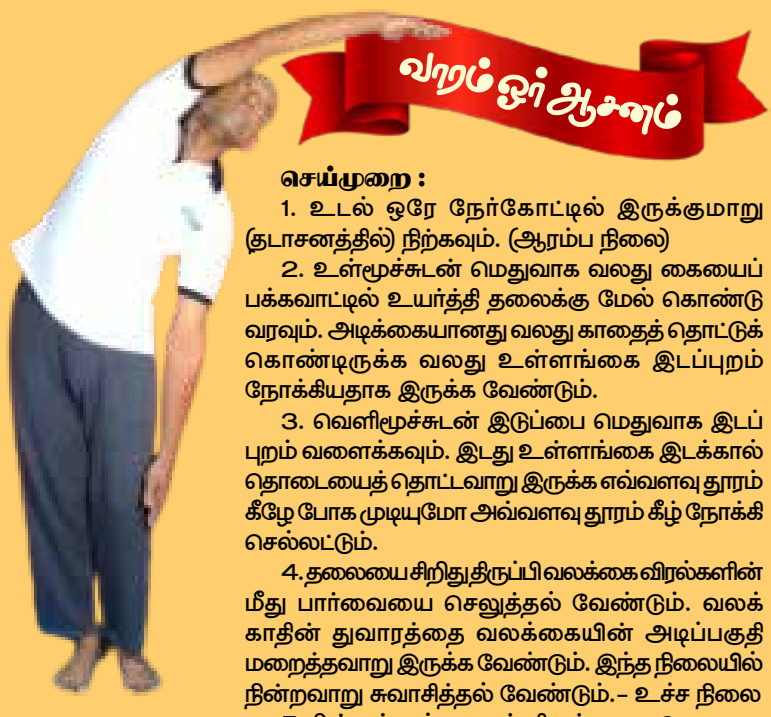 வாரம் ஓர் ஆசனம்
செய்முறை :
1. உடல் ஒரே நேர்கோட்டில் இருக்குமாறு
(தடாசனத்தில்) நிற்கவும். (ஆரம்ப நிலை)
2. உள்மூச்சுடன் மெதுவாக வலது கையைப்
பக்கவாட்டில் உயர்த்தி தலைக்கு மேல் கொண்டு
வரவும். அடிக்கையானது வலது காதைத் தொட்டுக்
கொண்டிருக்க வலது உள்ளங்கை இடப்புறம்
நோக்கியதாக இருக்க வேண்டும்.
3. வெளிமூச்சுடன் இடுப்பை மெதுவாக இடப்
புறம் வளைக்கவும். இடது உள்ளங்கை இடக்கால்
தொடையைத் தொட்டவாறு இருக்க எவ்வளவு தூரம்
கீழே போக முடியுமோ அவ்வளவு தூரம் கீழ் நோக்கி
செல்லட்டும்.
4. தலையை சிறிது திருப்பி வலக்கை விரல்களின்
மீது பார்வையை செலுத்தல் வேண்டும். வலக்
காதின் துவாரத்தை வலக்கையின் அடிப்பகுதி
மறைத்தவாறு இருக்க வேண்டும். இந்த நிலையில்
நின்றவாறு சுவாசித்தல் வேண்டும்.– உச்ச நிலை